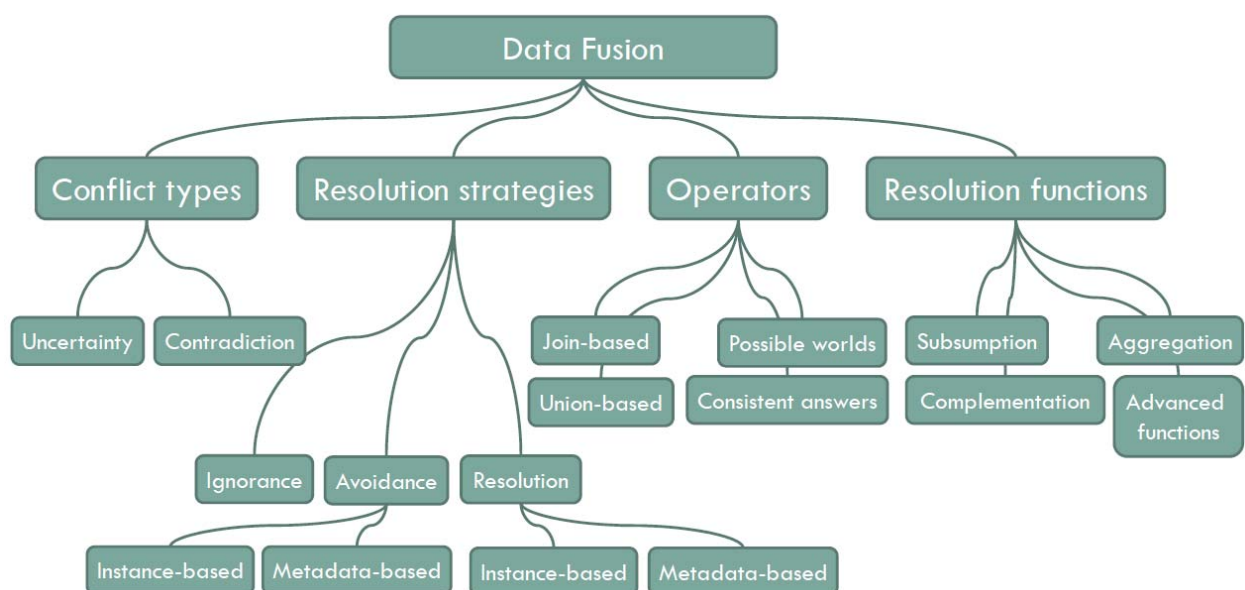 Data Fusion
Conflict types
Resolution strategies
Operators
Resolution functions
Uncertainty
Contradiction
Join-based
Possible worlds
Subsumption
Aggregation
Union-based
Consistent answers
Complementation
Advanced
functions
Ignorance
Avoidance
Resolution
Instance-based
Metadata-based
Instance-based
Metadata-based